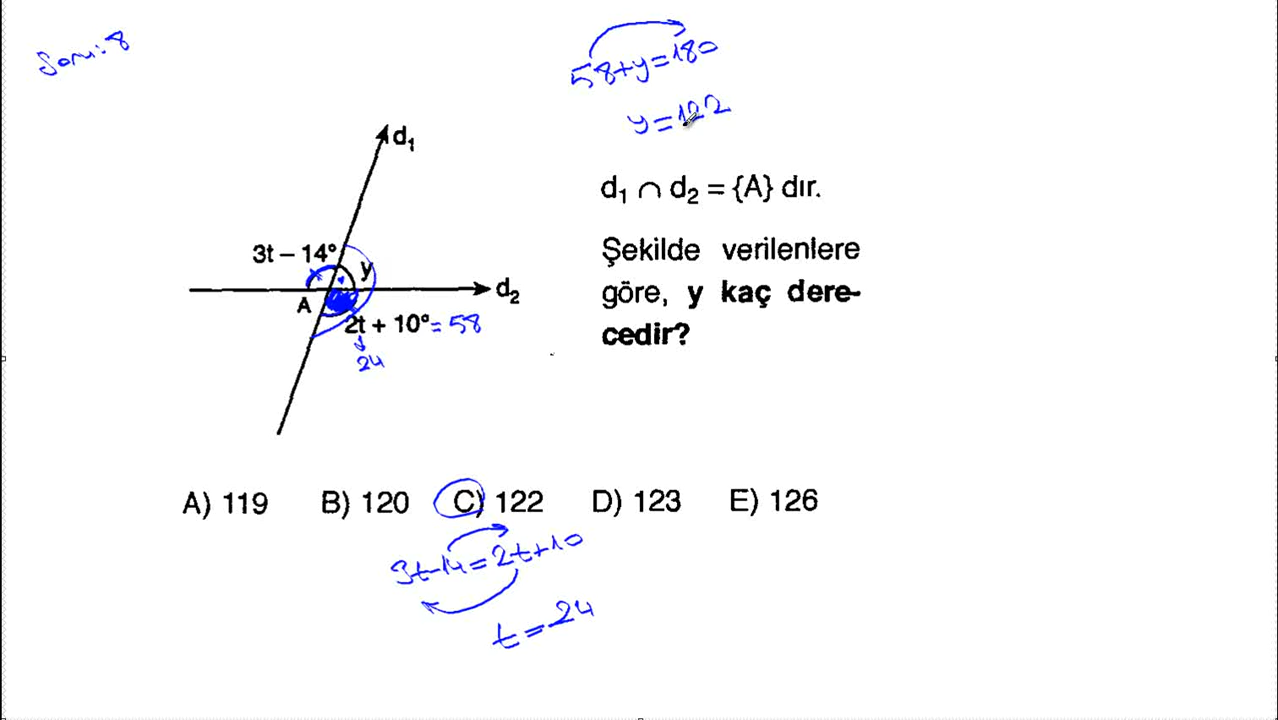 Soru: 8
58+y=180
y=122
d₁
d₁ ∩ d₂ = {A} dır.
3t – 14°
y
Şekilde verilenlere
göre, y kaç dere-
cedir?
d₂
A
2t + 10° = 58
24
A) 119 B) 120 C) 122 D) 123 E) 126
3t-14=2t+10
t=24